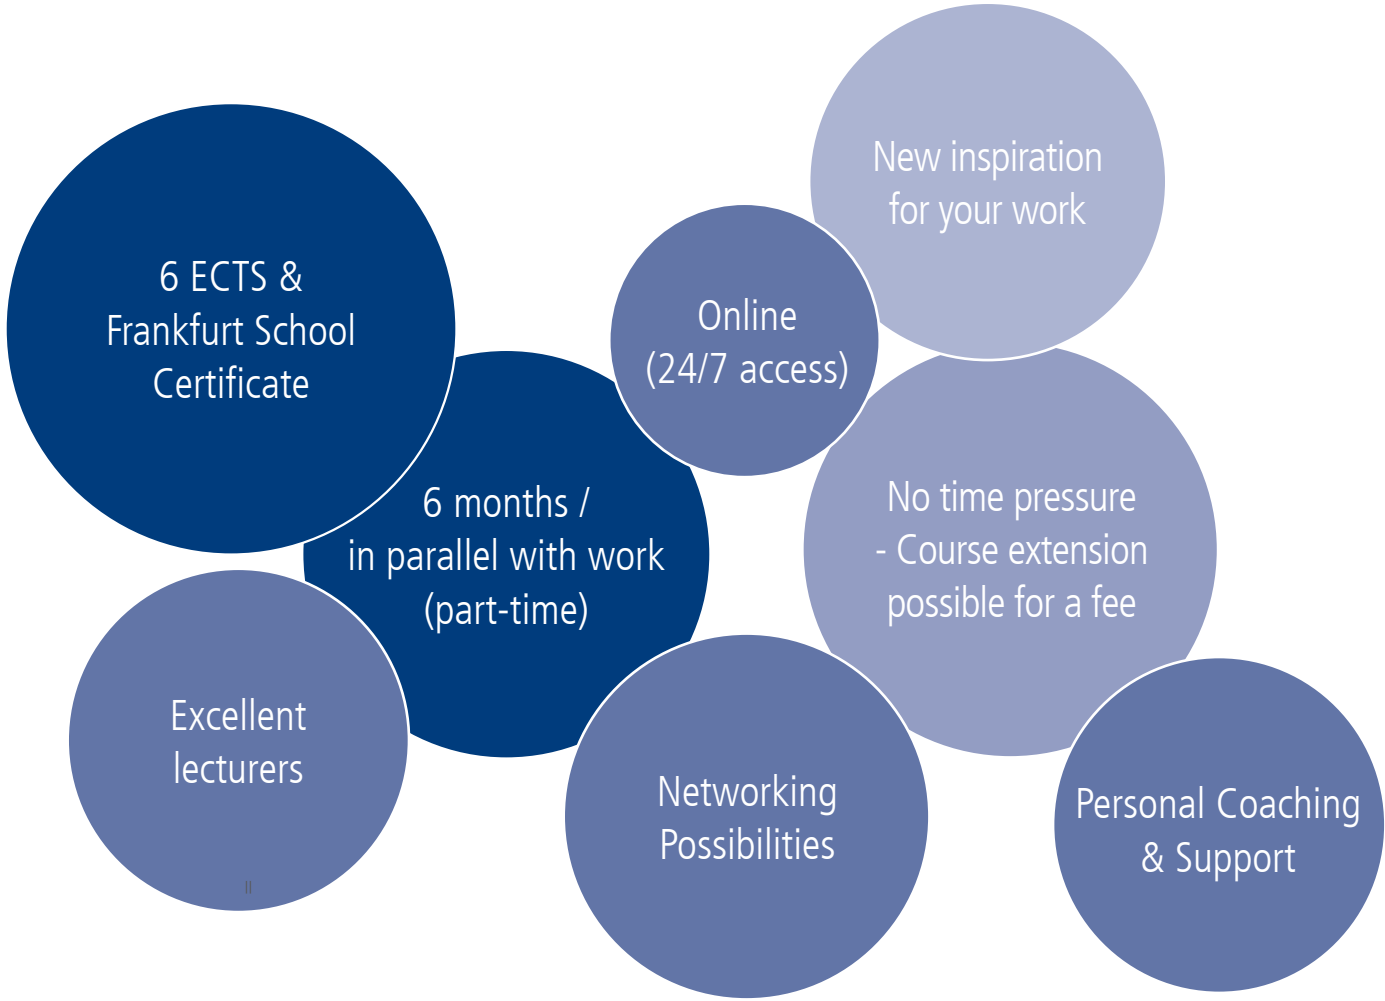 New inspiration
for your work
6 ECTS &
Frankfurt School
Certificate
Online
(24/7 access)
6 months /
in parallel with work
(part-time)
No time pressure
- Course extension
possible for a fee
Excellent
lecturers
Networking
Possibilities
Personal Coaching
& Support
II